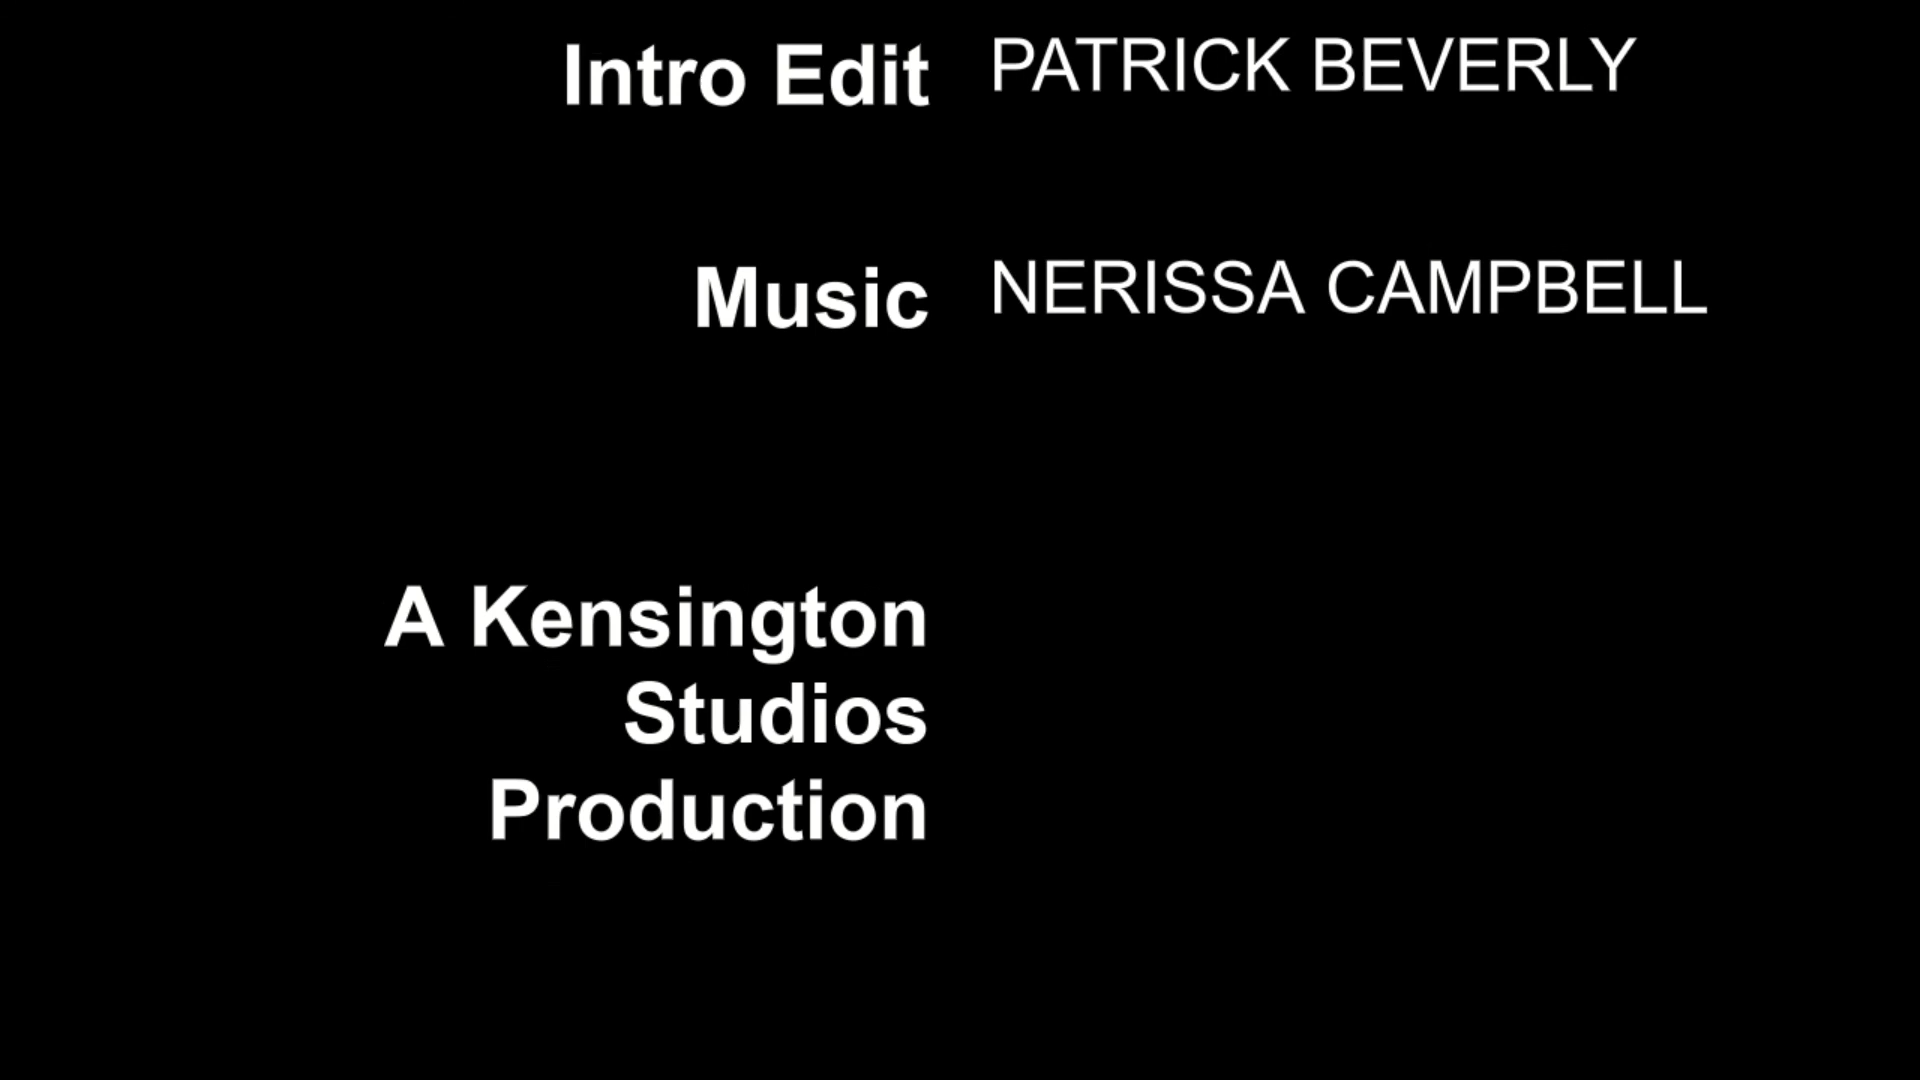 Intro Edit PATRICK BEVERLY
Music NERISSA CAMPBELL
A Kensington
Studios
Production